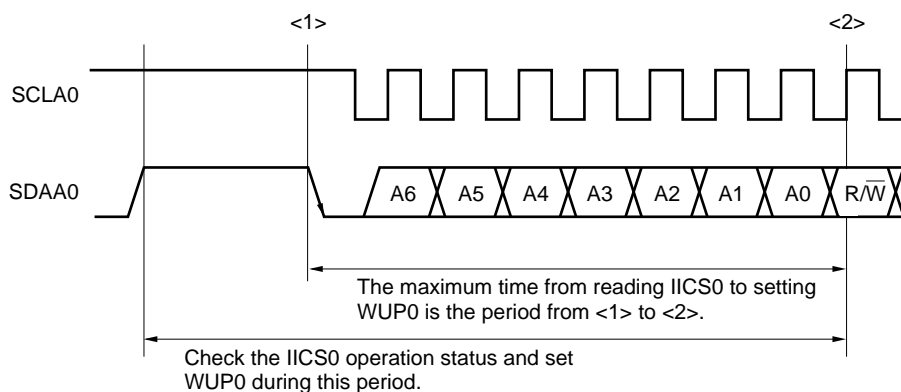 <1> <2>
SCLA0
SDAA0 A6 A5 A4 A3 A2 A1 A0 R/W̅
The maximum time from reading IICS0 to setting
WUP0 is the period from <1> to <2>.
Check the IICS0 operation status and set
WUP0 during this period.